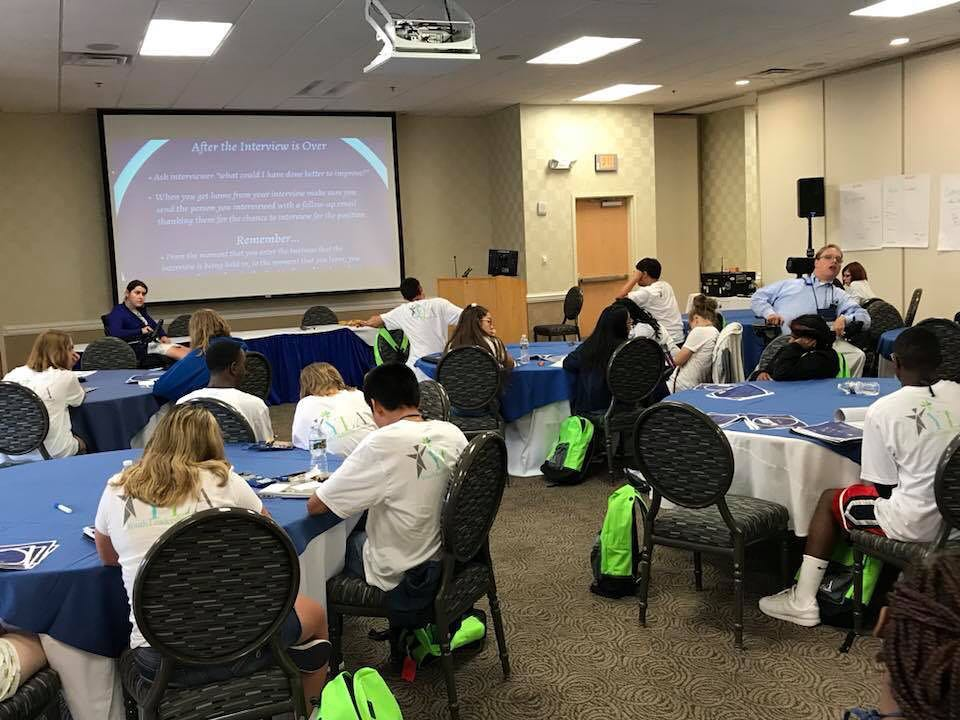 After the Interview is Over
• Ask interviewer "what could I have done better to improve?"
• When you get home from your interview make sure you
send the person you interviewed with a follow-up email
thanking them for the chance to interview for the position.
Remember...
• From the moment that you enter the business that the
interview is being held in, to the moment that you leave, you
EXIT
Youth Leadership